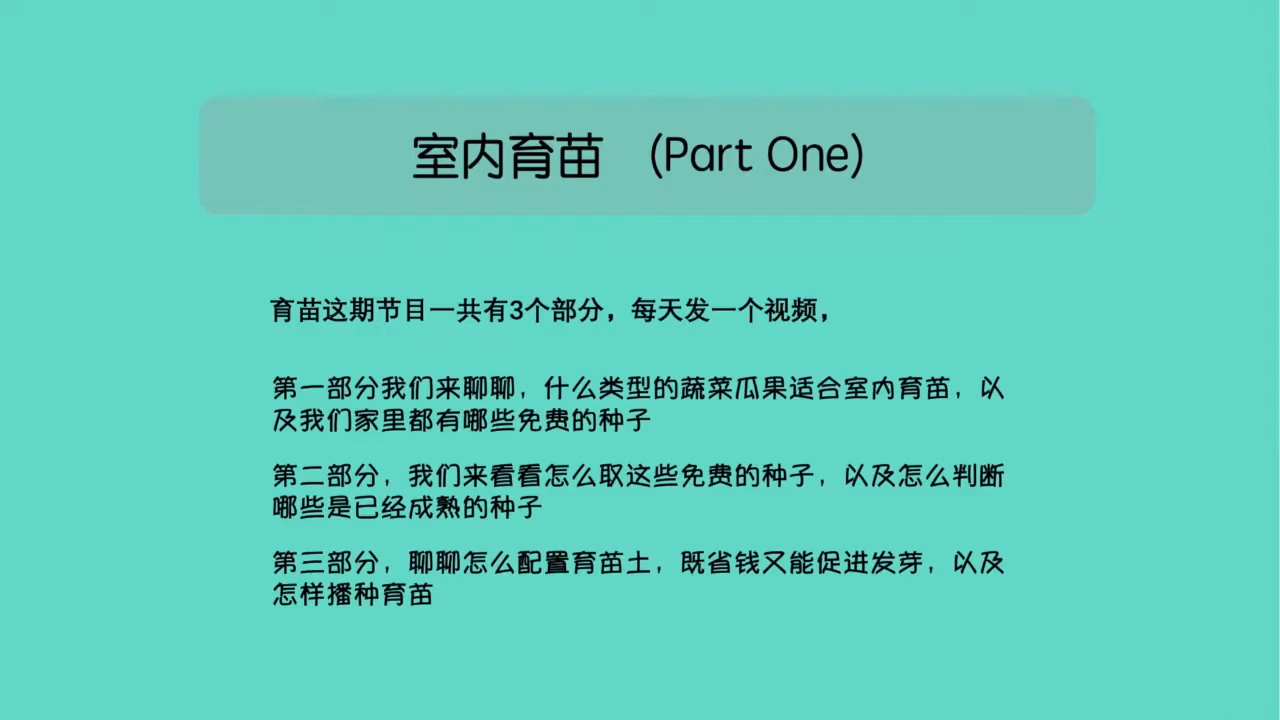 室内育苗 （Part One）
育苗这期节目一共有3个部分，每天发一个视频，
第一部分我们来聊聊，什么类型的蔬菜瓜果适合室内育苗，以
及我们家里都有哪些免费的种子
第二部分，我们来看看怎么取这些免费的种子，以及怎么判断
哪些是已经成熟的种子
第三部分，聊聊怎么配置育苗土，既省钱又能促进发芽，以及
怎样播种育苗